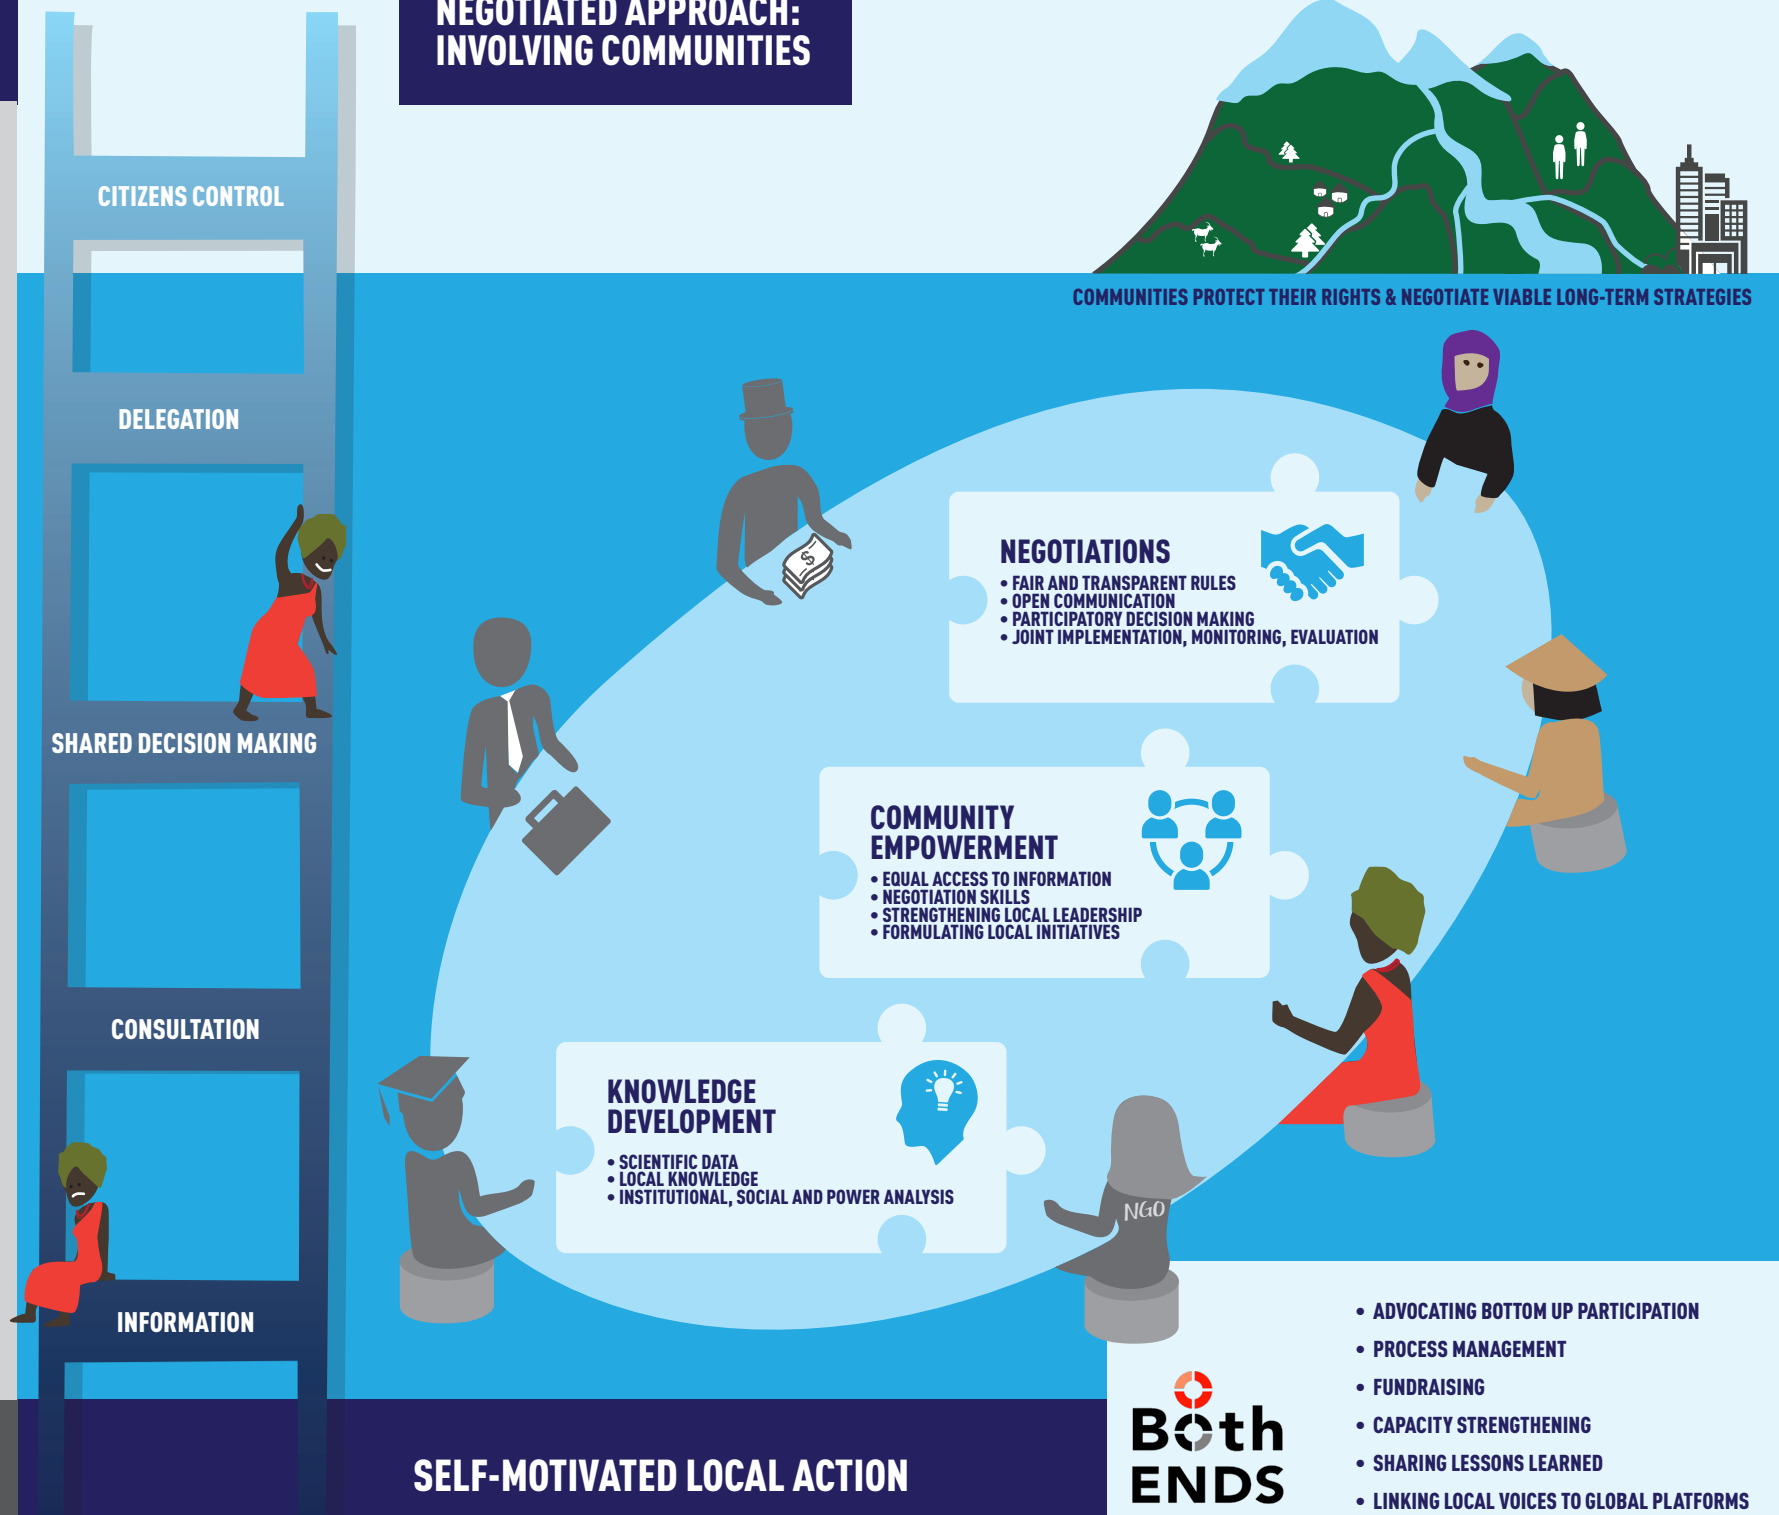 NEGOTIATED APPROACH:
INVOLVING COMMUNITIES
CITIZENS CONTROL
DELEGATION
SHARED DECISION MAKING
CONSULTATION
INFORMATION
COMMUNITIES PROTECT THEIR RIGHTS & NEGOTIATE VIABLE LONG-TERM STRATEGIES
$
NEGOTIATIONS
• FAIR AND TRANSPARENT RULES
• OPEN COMMUNICATION
• PARTICIPATORY DECISION MAKING
• JOINT IMPLEMENTATION, MONITORING, EVALUATION
COMMUNITY
EMPOWERMENT
• EQUAL ACCESS TO INFORMATION
• NEGOTIATION SKILLS
• STRENGTHENING LOCAL LEADERSHIP
• FORMULATING LOCAL INITIATIVES
KNOWLEDGE
DEVELOPMENT
• SCIENTIFIC DATA
• LOCAL KNOWLEDGE
• INSTITUTIONAL, SOCIAL AND POWER ANALYSIS
NGO
SELF-MOTIVATED LOCAL ACTION
Both
ENDS
• ADVOCATING BOTTOM UP PARTICIPATION
• PROCESS MANAGEMENT
• FUNDRAISING
• CAPACITY STRENGTHENING
• SHARING LESSONS LEARNED
• LINKING LOCAL VOICES TO GLOBAL PLATFORMS